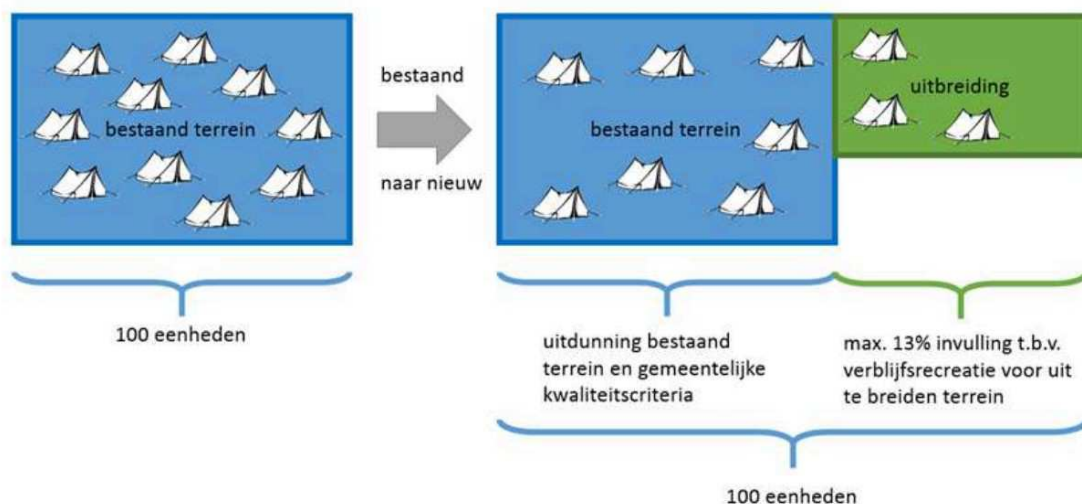 bestaand terrein
100 eenheden
bestaand
naar nieuw
bestaand terrein
uitbreiding
uitdunning bestaand
terrein en gemeentelijke
kwaliteitscriteria
max. 13% invulling t.b.v.
verblijfsrecreatie voor uit
te breiden terrein
100 eenheden